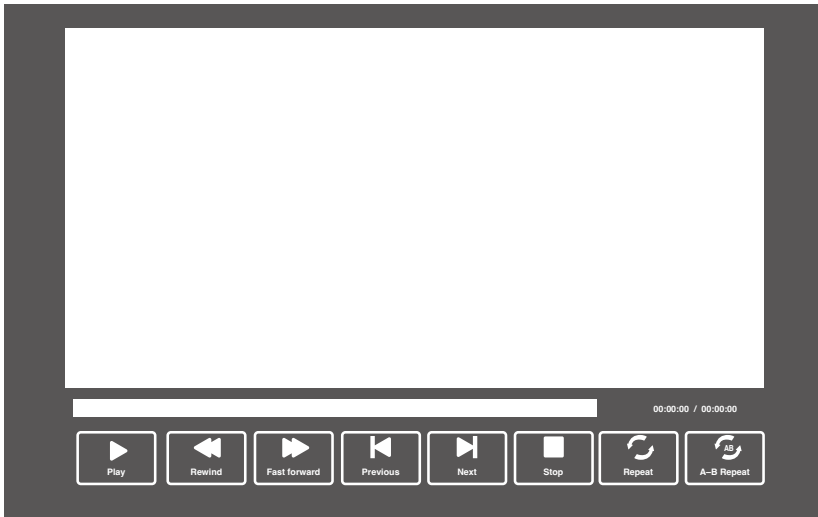 00:00:00 / 00:00:00
AB
Play Rewind Fast forward Previous Next Stop Repeat A–B Repeat